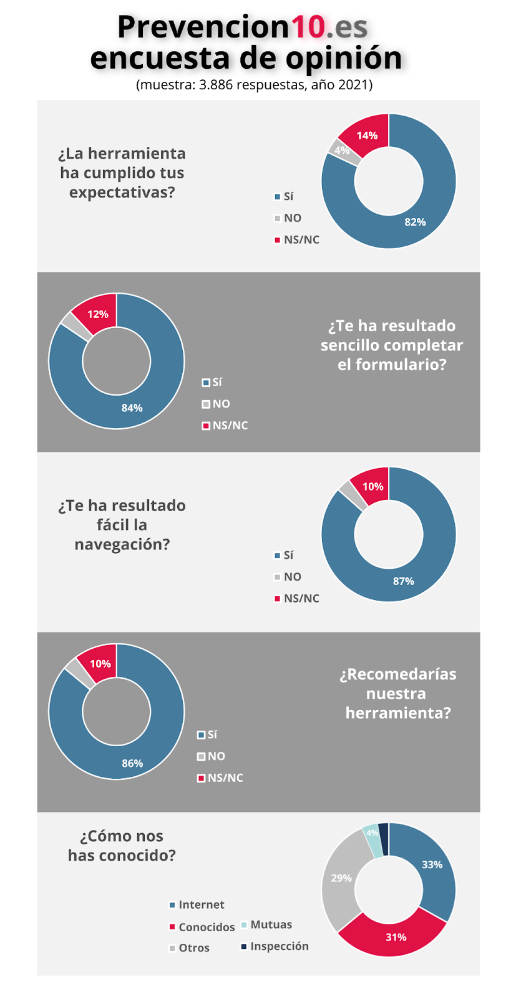 Prevencion10.es
encuesta de opinión
(muestra: 3.886 respuestas, año 2021)
¿La herramienta
ha cumplido tus
expectativas?
14%
4%
82%
Sí
NO
NS/NC
12%
84%
Sí
NO
NS/NC
¿Te ha resultado
sencillo completar
el formulario?
¿Te ha resultado
fácil la
navegación?
10%
87%
Sí
NO
NS/NC
10%
86%
Sí
NO
NS/NC
¿Recomedarías
nuestra
herramienta?
¿Cómo nos
has conocido?
4%
33%
29%
31%
Internet
Conocidos
Otros
Mutuas
Inspección